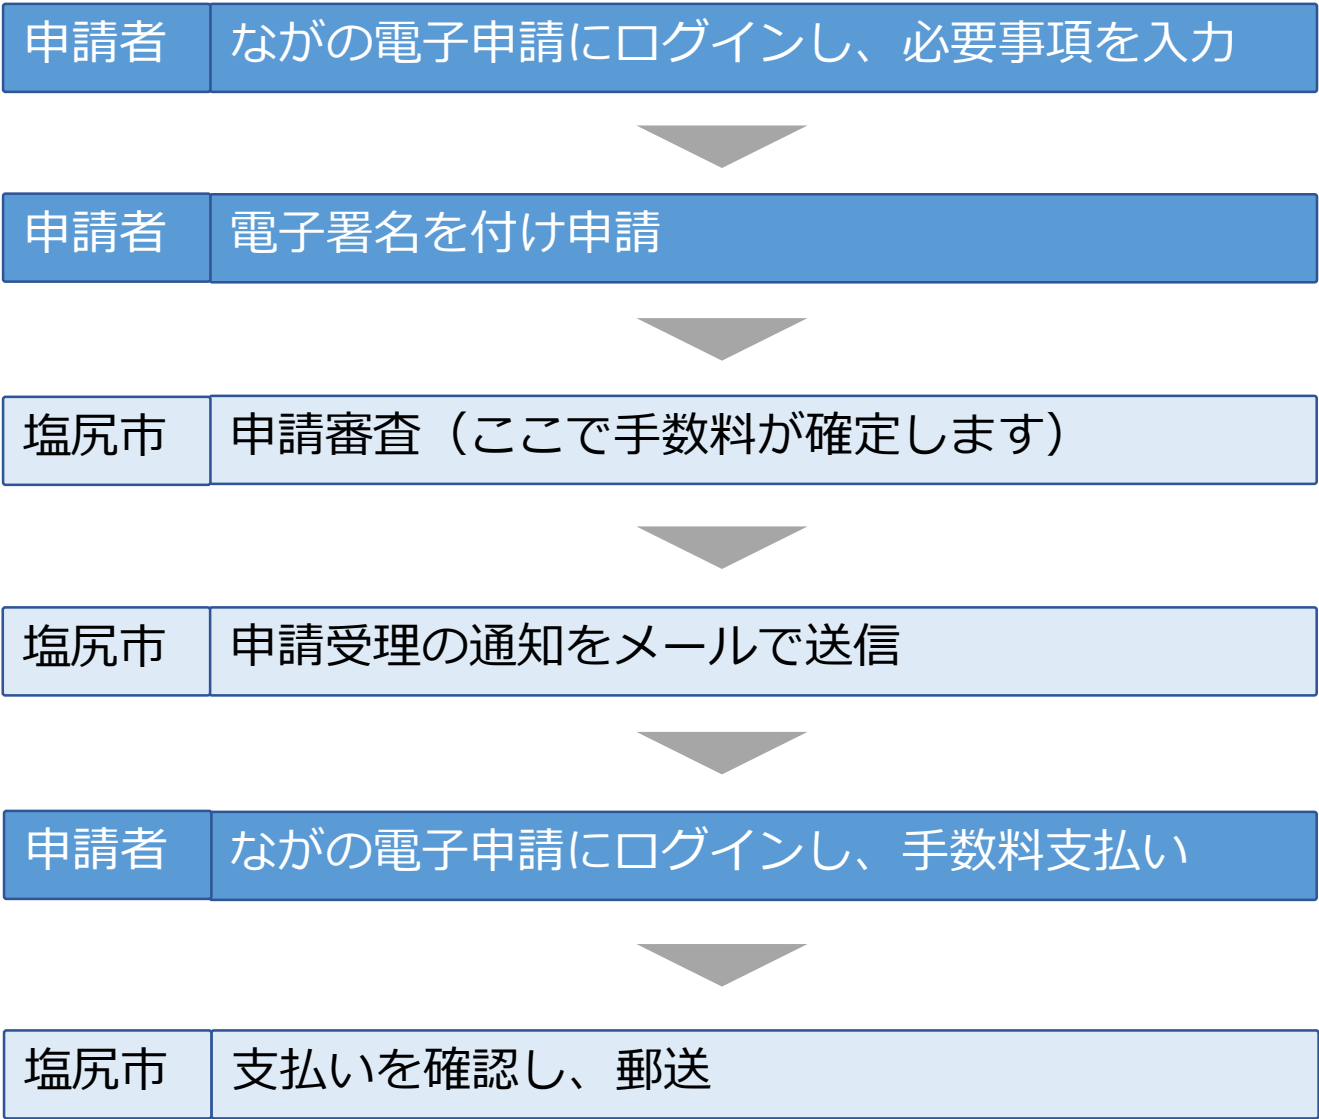 申請者 ながの電子申請にログインし、必要事項を入力
申請者 電子署名を付け申請
塩尻市 申請審査（ここで手数料が確定します）
塩尻市 申請受理の通知をメールで送信
申請者 ながの電子申請にログインし、手数料支払い
塩尻市 支払いを確認し、郵送